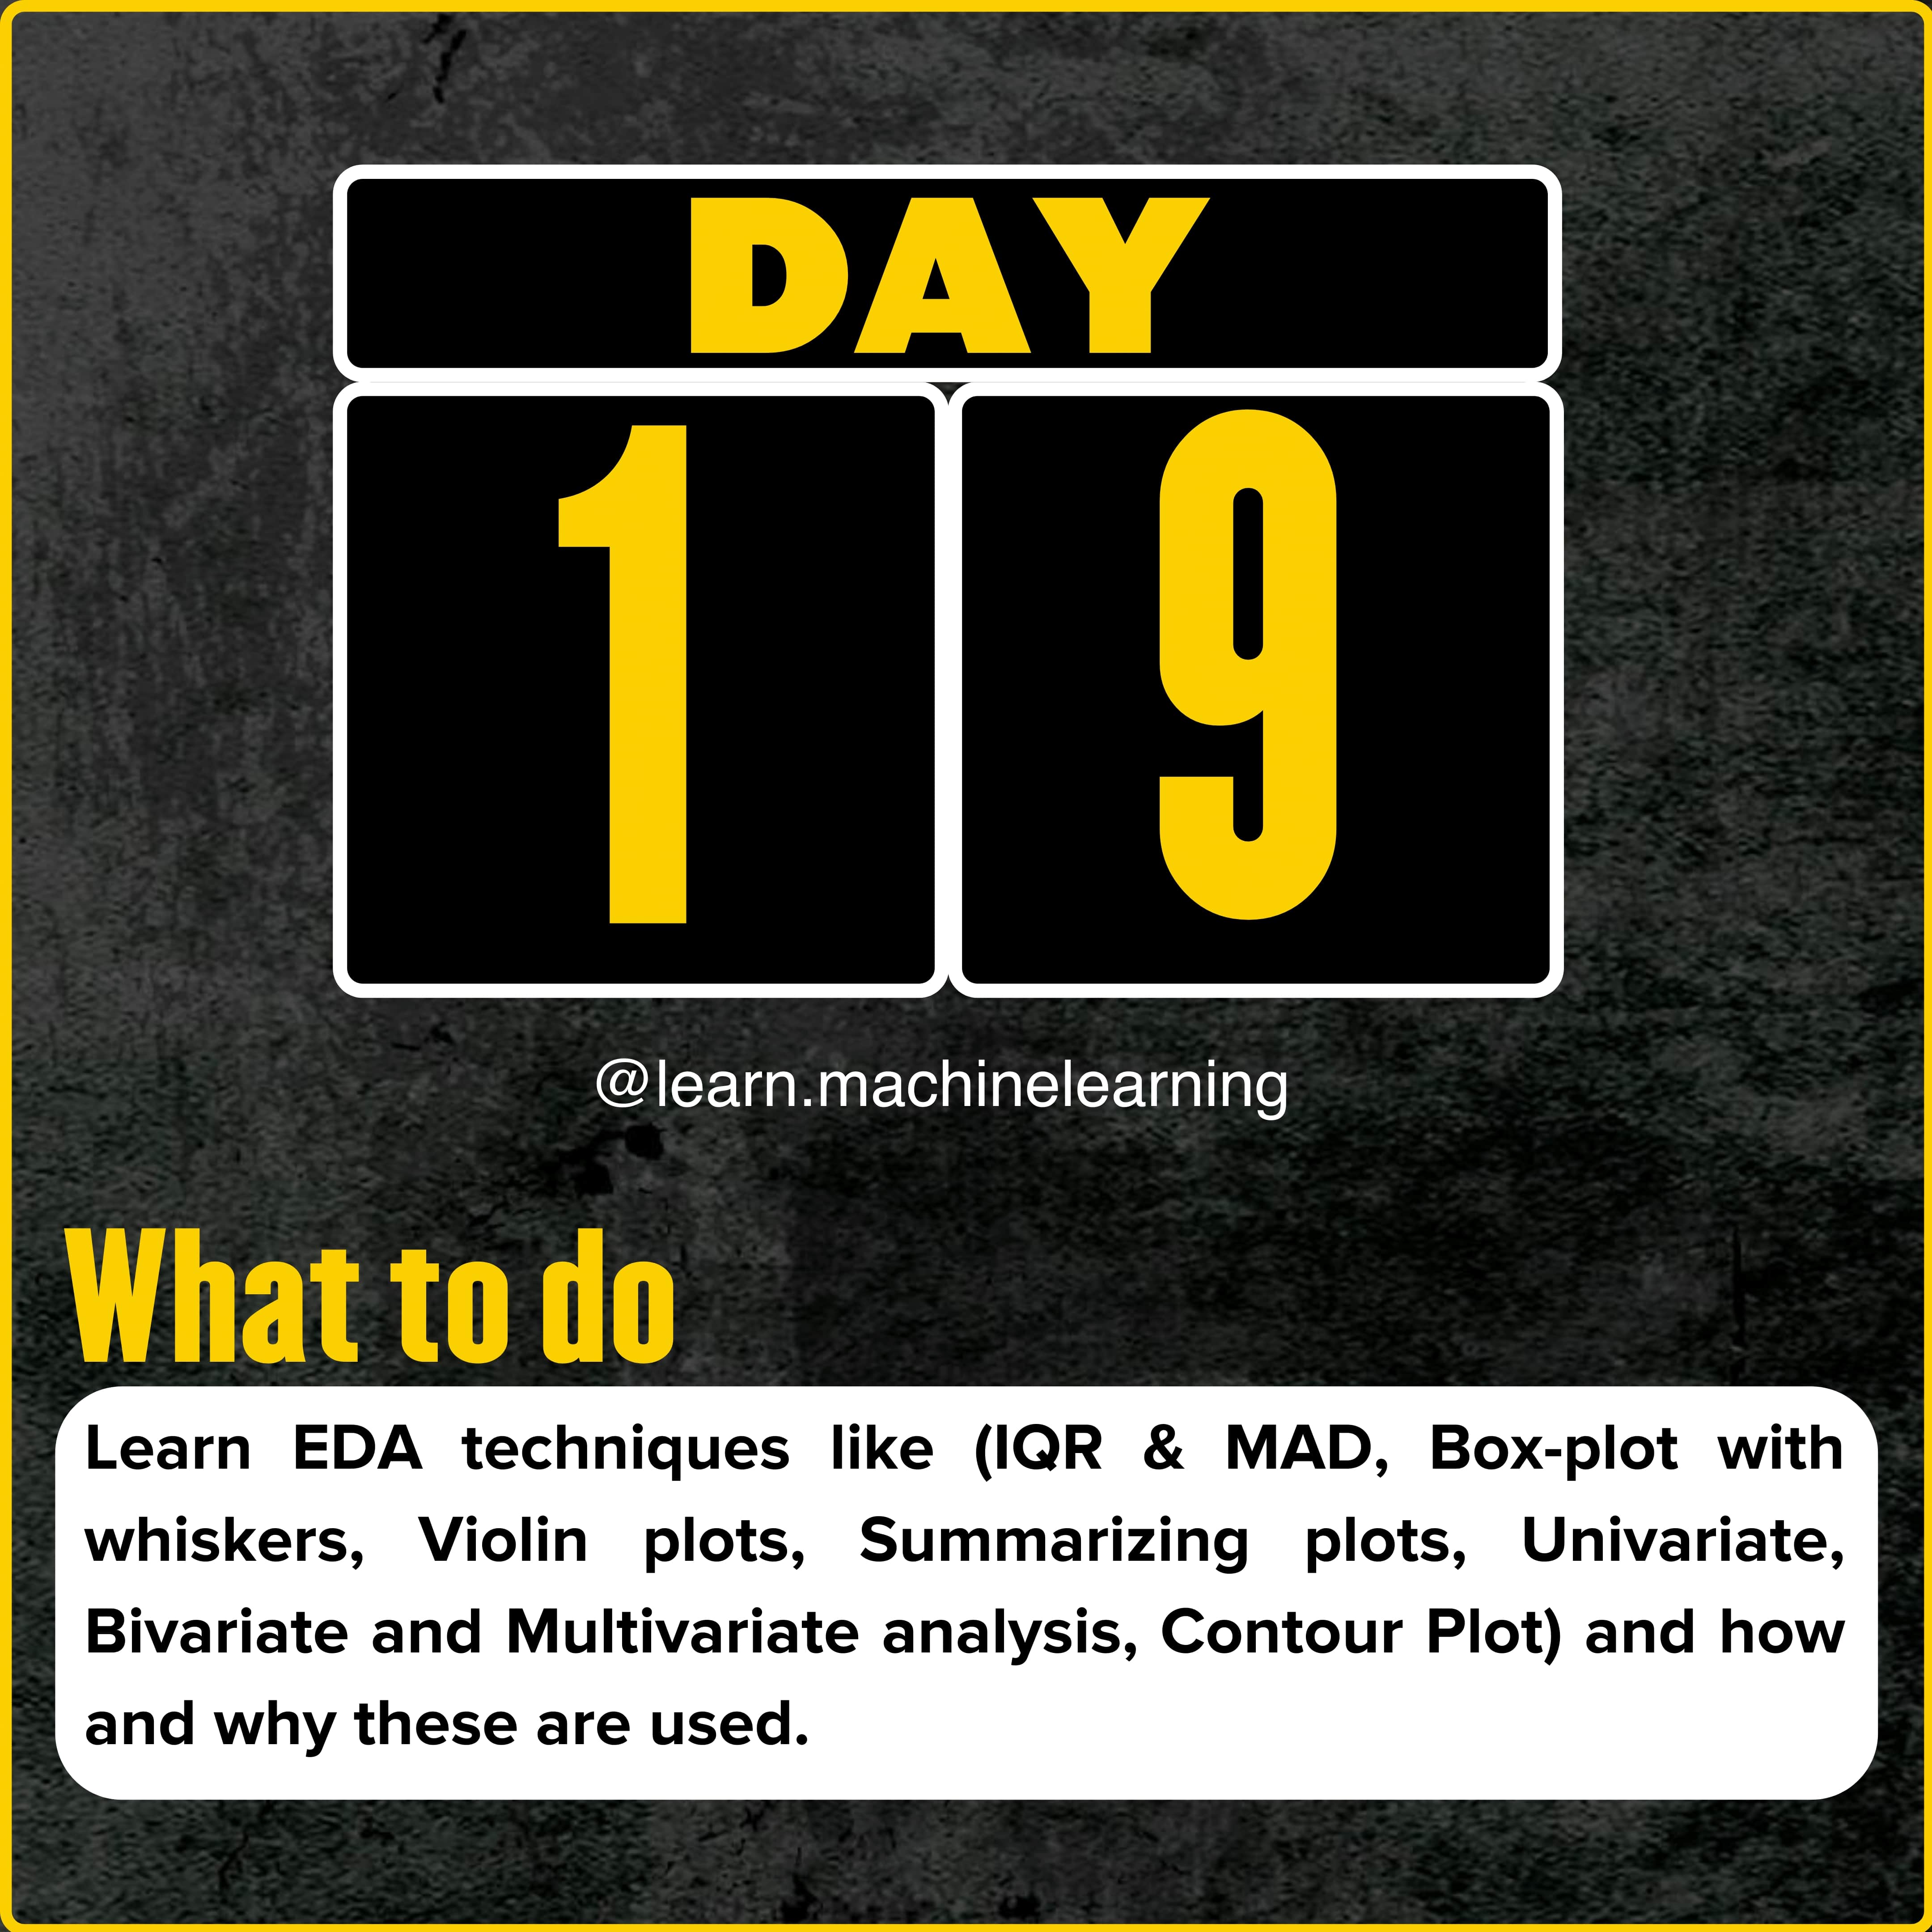 DAY
1 9
@learn.machinelearning
What to do
Learn EDA techniques like (IQR & MAD, Box-plot with
whiskers, Violin plots, Summarizing plots, Univariate,
Bivariate and Multivariate analysis, Contour Plot) and how
and why these are used.